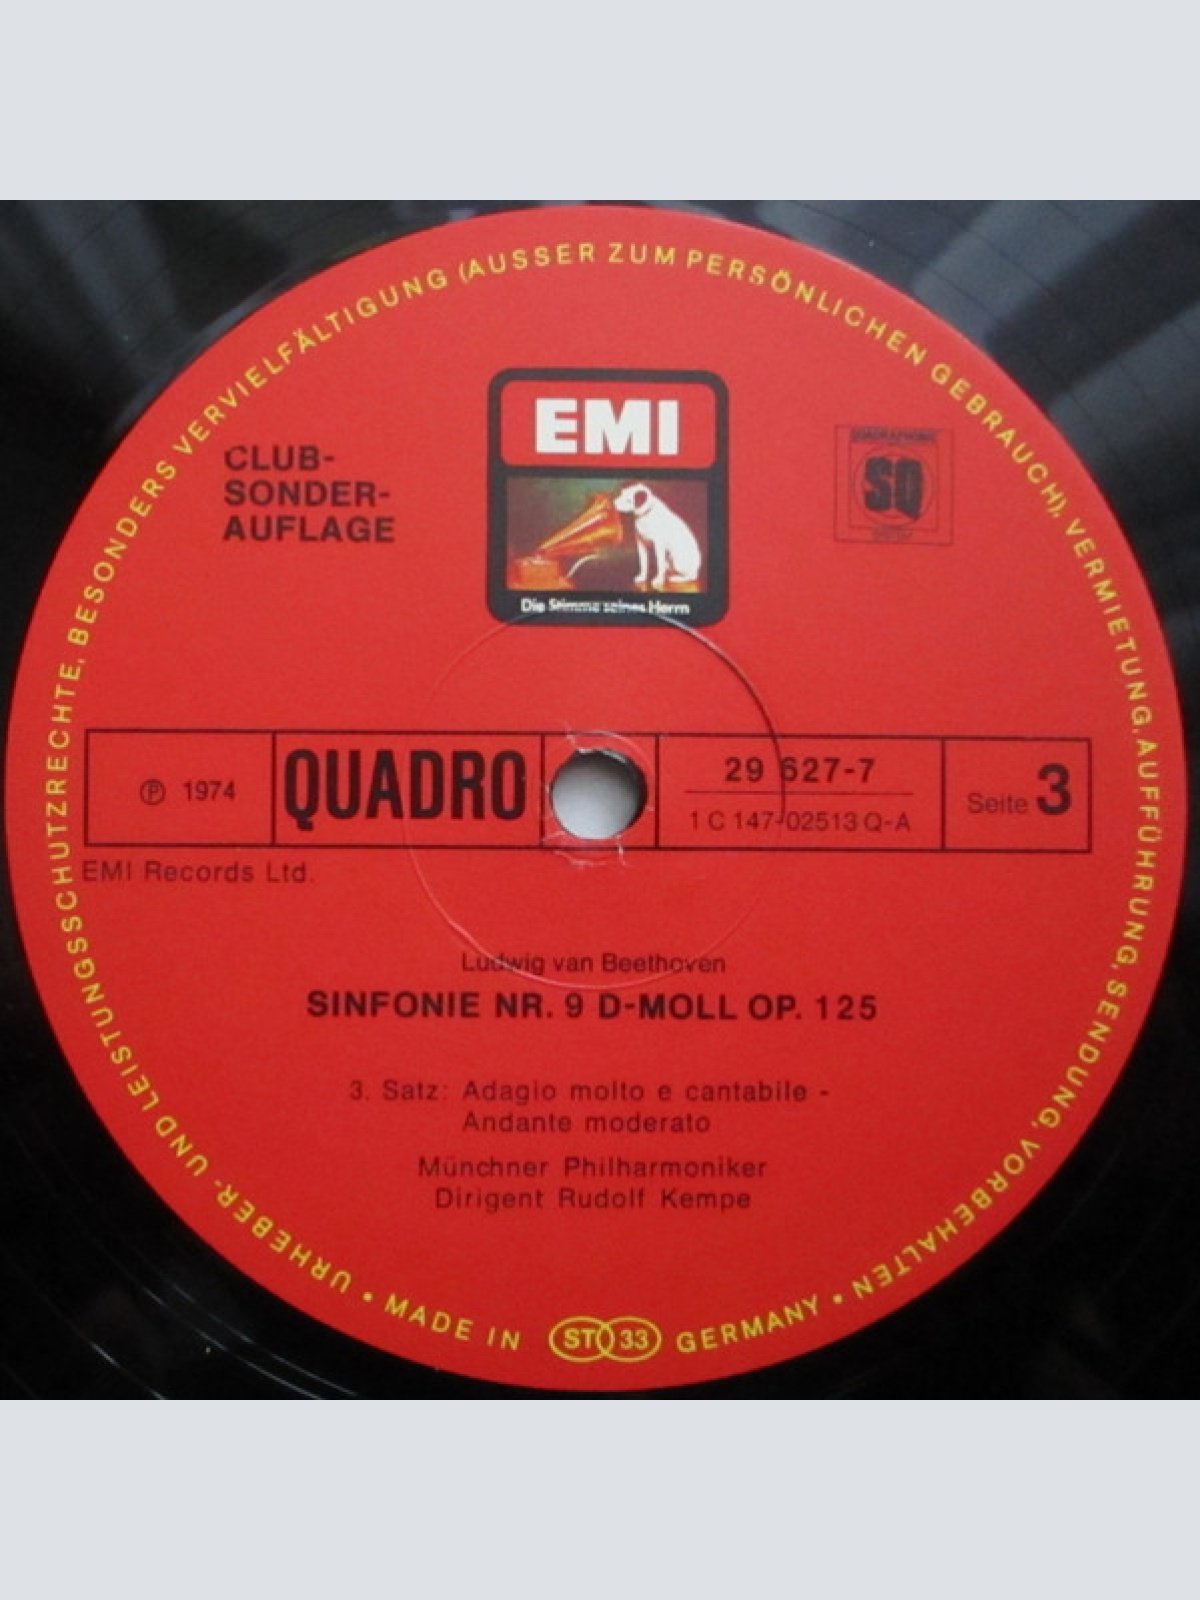 URHEBER- UND LEISTUNGSSCHUTZRECHTE, BESONDERS VERVIELFÄLTIGUNG (AUSSER ZUM PERSÖNLICHEN GEBRAUCH), VERMIETUNG, AUFFÜHRUNG, SENDUNG, VORBEHALTEN •
EMI
CLUB-
SONDER-
AUFLAGE
QUADRAPHONIC
SQ
Die Stimme seines Herrn
℗ 1974
QUADRO
29 627-7
1 C 147-02513 Q-A
Seite 3
EMI Records Ltd.
Ludwig van Beethoven
SINFONIE NR. 9 D-MOLL OP. 125
3. Satz: Adagio molto e cantabile -
Andante moderato
Münchner Philharmoniker
Dirigent Rudolf Kempe
• MADE IN ST 33 GERMANY